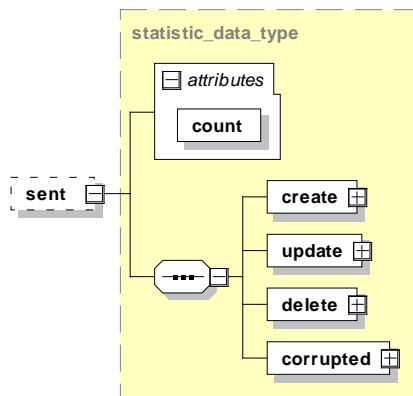 statistic_data_type
attributes
count
sent
create
update
delete
corrupted